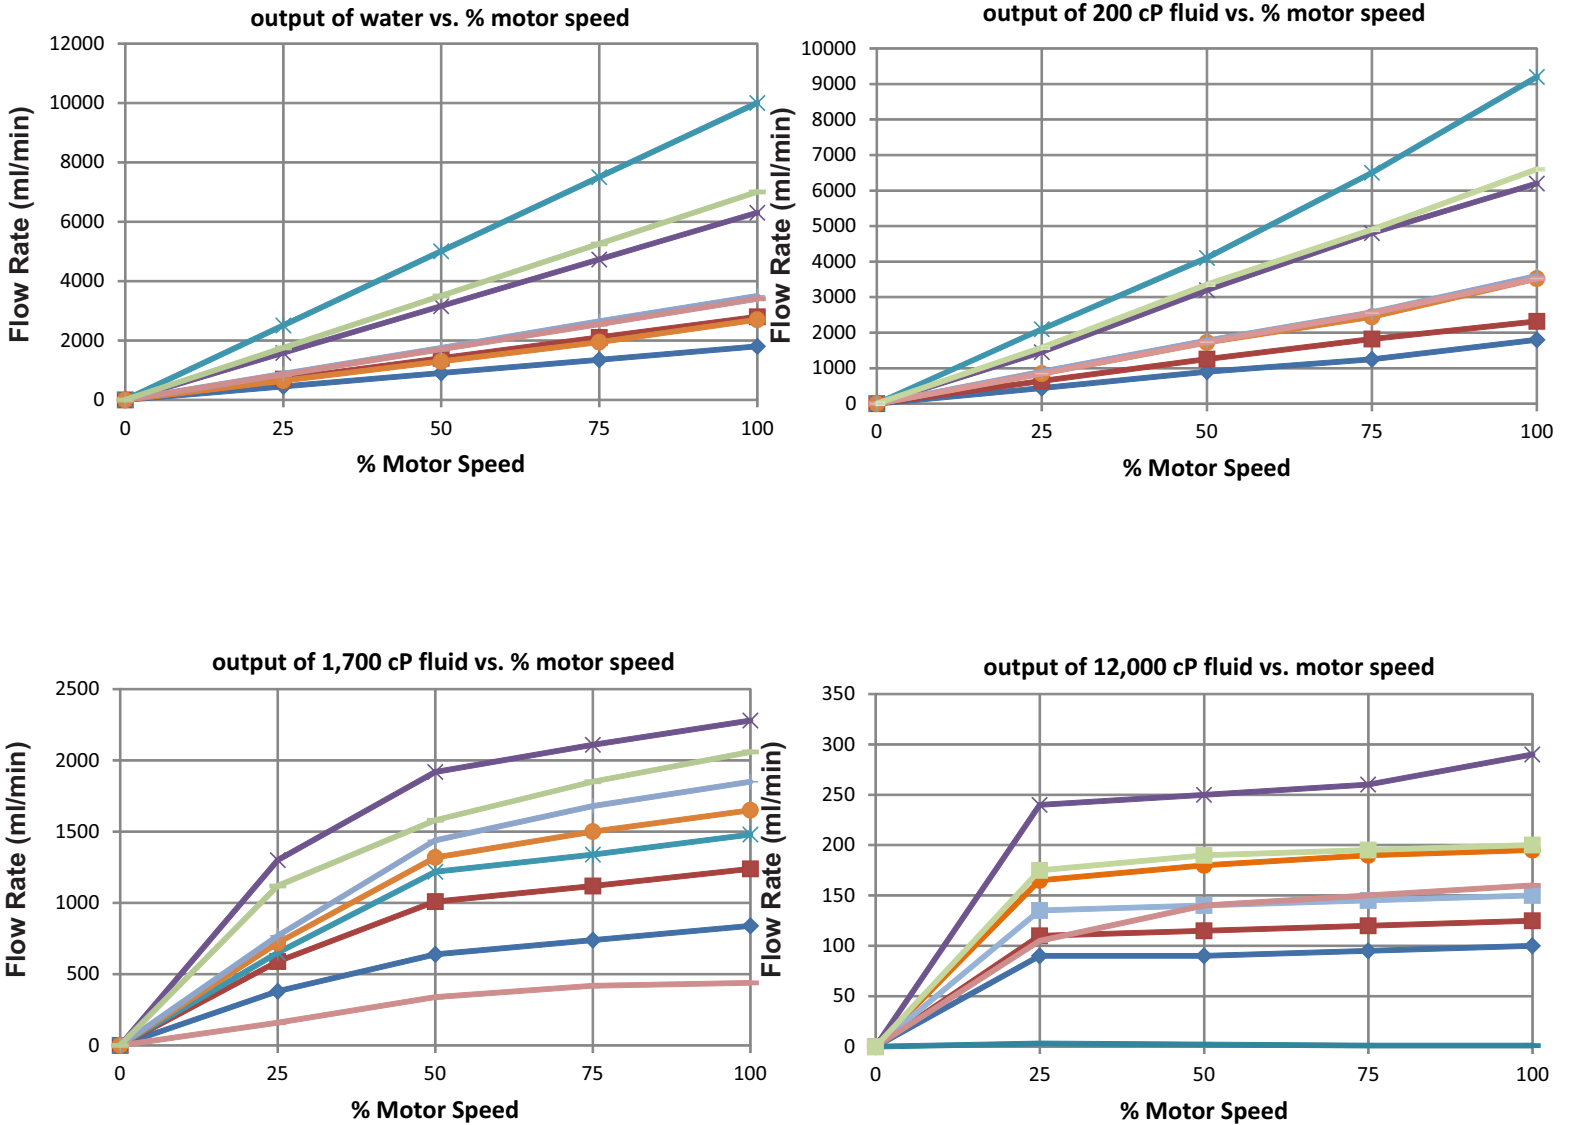 output of water vs. % motor speed
12000
10000
8000
6000
4000
2000
0
0 25 50 75 100
Flow Rate (ml/min)
% Motor Speed
output of 200 cP fluid vs. % motor speed
10000
9000
8000
7000
6000
5000
4000
3000
2000
1000
0
0 25 50 75 100
Flow Rate (ml/min)
% Motor Speed
output of 1,700 cP fluid vs. % motor speed
2500
2000
1500
1000
500
0
0 25 50 75 100
Flow Rate (ml/min)
% Motor Speed
output of 12,000 cP fluid vs. motor speed
350
300
250
200
150
100
50
0
0 25 50 75 100
Flow Rate (ml/min)
% Motor Speed